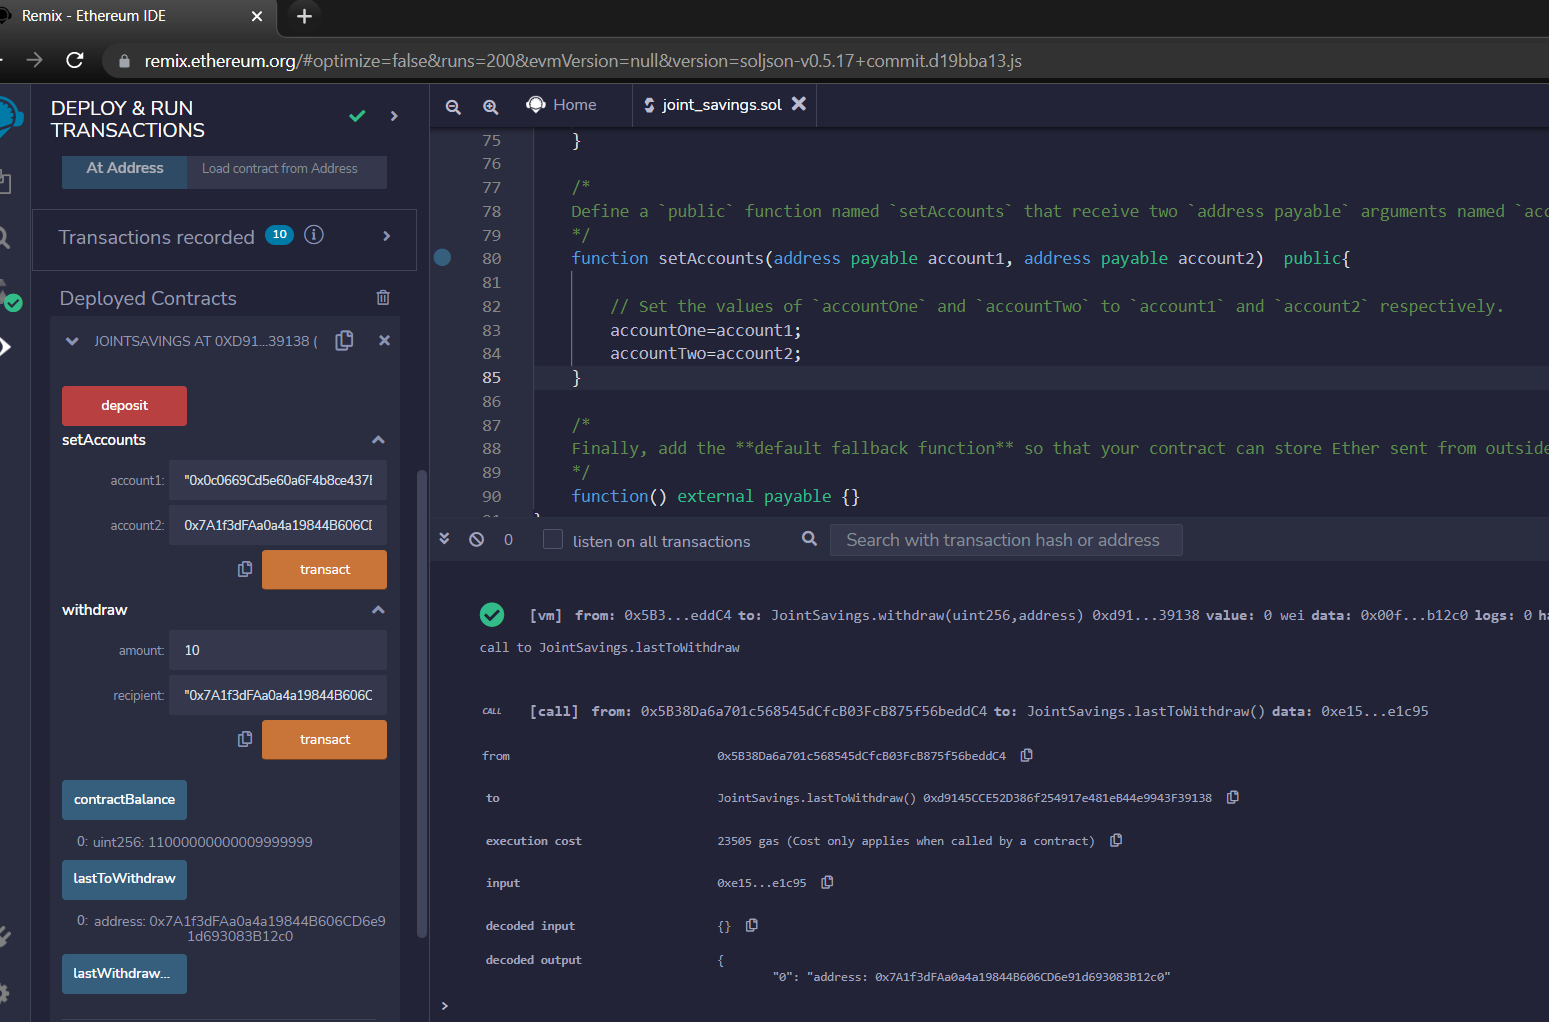 Remix - Ethereum IDE
remix.ethereum.org/#optimize=false&runs=200&evmVersion=null&version=soljson-v0.5.17+commit.d19bba13.js
DEPLOY & RUN
TRANSACTIONS
At Address
Load contract from Address
Transactions recorded 10 i
Deployed Contracts
JOINTSAVINGS AT 0XD91...39138 (
deposit
setAccounts
account1: "0x0c0669Cd5e60a6F4b8ce437E
account2: 0x7A1f3dFAa0a4a19844B606CD
transact
withdraw
amount: 10
recipient: "0x7A1f3dFAa0a4a19844B606C
transact
contractBalance
0: uint256: 11000000000009999999
lastToWithdraw
0: address: 0x7A1f3dFAa0a4a19844B606CD6e9
1d693083B12c0
lastWithdraw...
Home
joint_savings.sol
75 }
76
77 /*
78 Define a `public` function named `setAccounts` that receive two `address payable` arguments named `acc
79 */
80 function setAccounts(address payable account1, address payable account2)  public{
81
82 // Set the values of `accountOne` and `accountTwo` to `account1` and `account2` respectively.
83 accountOne=account1;
84 accountTwo=account2;
85 }
86
87 /*
88 Finally, add the **default fallback function** so that your contract can store Ether sent from outside
89 */
90 function() external payable {}
0 listen on all transactions
Search with transaction hash or address
[vm] from: 0x5B3...eddC4 to: JointSavings.withdraw(uint256,address) 0xd91...39138 value: 0 wei data: 0x00f...b12c0 logs: 0 ha
call to JointSavings.lastToWithdraw
CALL [call] from: 0x5B38Da6a701c568545dCfcB03FcB875f56beddC4 to: JointSavings.lastToWithdraw() data: 0xe15...e1c95
from 0x5B38Da6a701c568545dCfcB03FcB875f56beddC4
to JointSavings.lastToWithdraw() 0xd9145CCE52D386f254917e481eB44e9943F39138
execution cost 23505 gas (Cost only applies when called by a contract)
input 0xe15...e1c95
decoded input {}
decoded output {
"0": "address: 0x7A1f3dFAa0a4a19844B606CD6e91d693083B12c0"
>